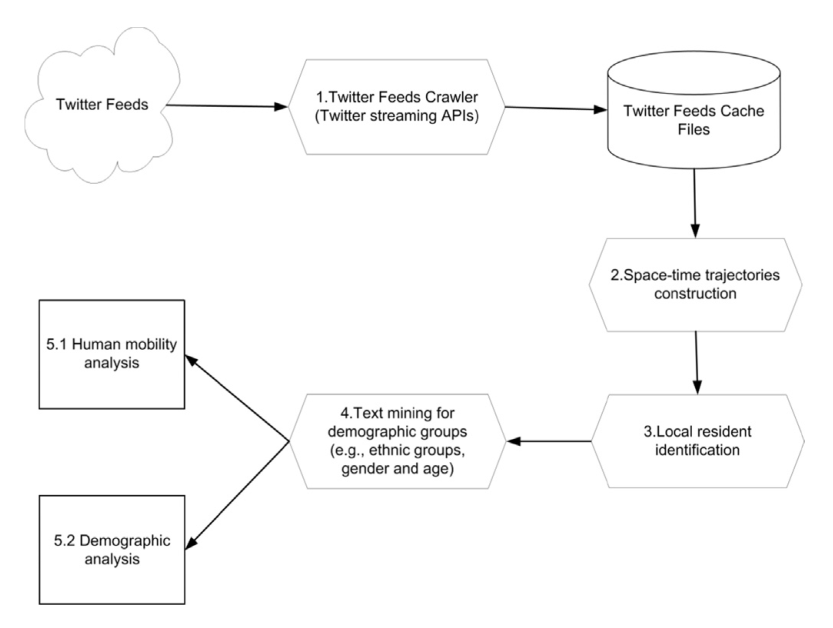 Twitter Feeds
1.Twitter Feeds Crawler
(Twitter streaming APIs)
Twitter Feeds Cache
Files
2.Space-time trajectories
construction
3.Local resident
identification
4.Text mining for
demographic groups
(e.g., ethnic groups,
gender and age)
5.1 Human mobility
analysis
5.2 Demographic
analysis